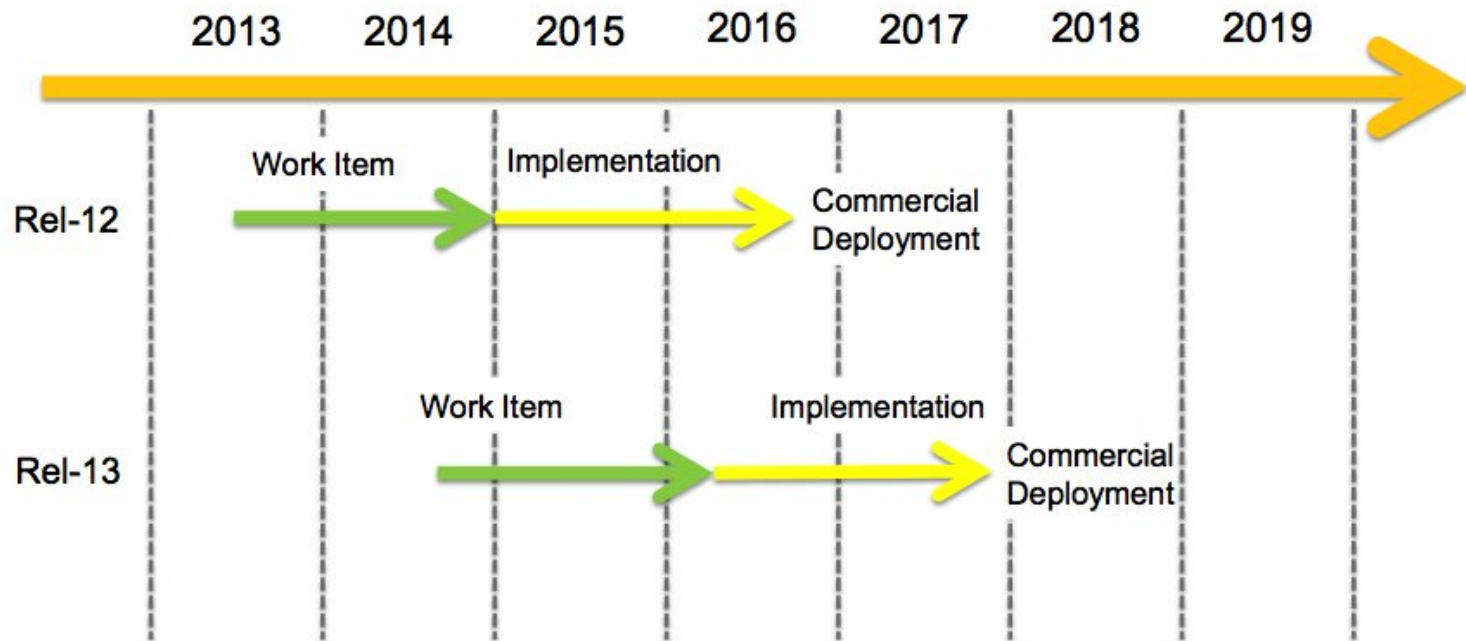 2013 2014 2015 2016 2017 2018 2019
Work Item Implementation
Rel-12
Commercial
Deployment
Work Item Implementation
Rel-13
Commercial
Deployment